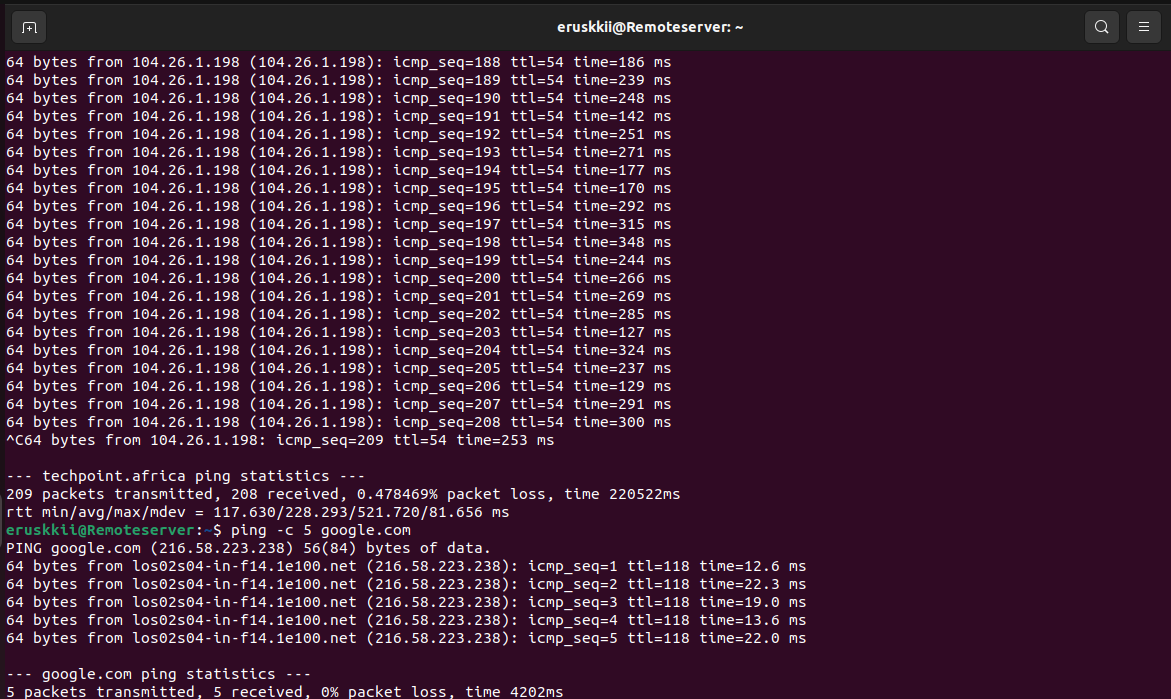 eruskkii@Remoteserver: ~
64 bytes from 104.26.1.198 (104.26.1.198): icmp_seq=188 ttl=54 time=186 ms
64 bytes from 104.26.1.198 (104.26.1.198): icmp_seq=189 ttl=54 time=239 ms
64 bytes from 104.26.1.198 (104.26.1.198): icmp_seq=190 ttl=54 time=248 ms
64 bytes from 104.26.1.198 (104.26.1.198): icmp_seq=191 ttl=54 time=142 ms
64 bytes from 104.26.1.198 (104.26.1.198): icmp_seq=192 ttl=54 time=251 ms
64 bytes from 104.26.1.198 (104.26.1.198): icmp_seq=193 ttl=54 time=271 ms
64 bytes from 104.26.1.198 (104.26.1.198): icmp_seq=194 ttl=54 time=177 ms
64 bytes from 104.26.1.198 (104.26.1.198): icmp_seq=195 ttl=54 time=170 ms
64 bytes from 104.26.1.198 (104.26.1.198): icmp_seq=196 ttl=54 time=292 ms
64 bytes from 104.26.1.198 (104.26.1.198): icmp_seq=197 ttl=54 time=315 ms
64 bytes from 104.26.1.198 (104.26.1.198): icmp_seq=198 ttl=54 time=348 ms
64 bytes from 104.26.1.198 (104.26.1.198): icmp_seq=199 ttl=54 time=244 ms
64 bytes from 104.26.1.198 (104.26.1.198): icmp_seq=200 ttl=54 time=266 ms
64 bytes from 104.26.1.198 (104.26.1.198): icmp_seq=201 ttl=54 time=269 ms
64 bytes from 104.26.1.198 (104.26.1.198): icmp_seq=202 ttl=54 time=285 ms
64 bytes from 104.26.1.198 (104.26.1.198): icmp_seq=203 ttl=54 time=127 ms
64 bytes from 104.26.1.198 (104.26.1.198): icmp_seq=204 ttl=54 time=324 ms
64 bytes from 104.26.1.198 (104.26.1.198): icmp_seq=205 ttl=54 time=237 ms
64 bytes from 104.26.1.198 (104.26.1.198): icmp_seq=206 ttl=54 time=129 ms
64 bytes from 104.26.1.198 (104.26.1.198): icmp_seq=207 ttl=54 time=291 ms
64 bytes from 104.26.1.198 (104.26.1.198): icmp_seq=208 ttl=54 time=300 ms
^C64 bytes from 104.26.1.198: icmp_seq=209 ttl=54 time=253 ms
--- techpoint.africa ping statistics ---
209 packets transmitted, 208 received, 0.478469% packet loss, time 220522ms
rtt min/avg/max/mdev = 117.630/228.293/521.720/81.656 ms
eruskkii@Remoteserver:~$ ping -c 5 google.com
PING google.com (216.58.223.238) 56(84) bytes of data.
64 bytes from los02s04-in-f14.1e100.net (216.58.223.238): icmp_seq=1 ttl=118 time=12.6 ms
64 bytes from los02s04-in-f14.1e100.net (216.58.223.238): icmp_seq=2 ttl=118 time=22.3 ms
64 bytes from los02s04-in-f14.1e100.net (216.58.223.238): icmp_seq=3 ttl=118 time=19.0 ms
64 bytes from los02s04-in-f14.1e100.net (216.58.223.238): icmp_seq=4 ttl=118 time=13.6 ms
64 bytes from los02s04-in-f14.1e100.net (216.58.223.238): icmp_seq=5 ttl=118 time=22.0 ms
--- google.com ping statistics ---
5 packets transmitted, 5 received, 0% packet loss, time 4202ms